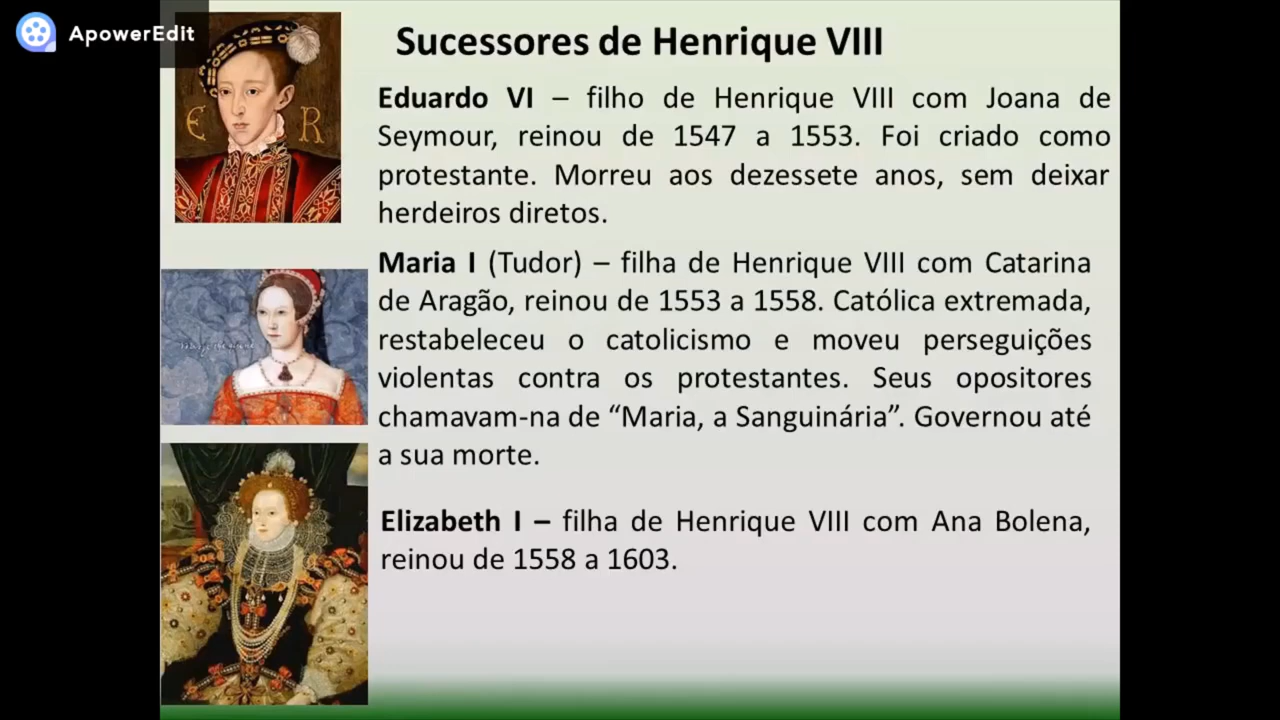 ApowerEdit
Sucessores de Henrique VIII
E R
Eduardo VI – filho de Henrique VIII com Joana de
Seymour, reinou de 1547 a 1553. Foi criado como
protestante. Morreu aos dezessete anos, sem deixar
herdeiros diretos.
Maria I (Tudor) – filha de Henrique VIII com Catarina
de Aragão, reinou de 1553 a 1558. Católica extremada,
restabeleceu o catolicismo e moveu perseguições
violentas contra os protestantes. Seus opositores
chamavam-na de “Maria, a Sanguinária”. Governou até
a sua morte.
Elizabeth I – filha de Henrique VIII com Ana Bolena,
reinou de 1558 a 1603.